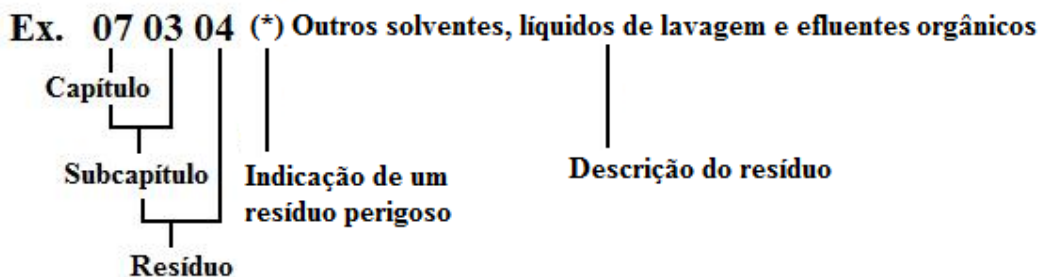 Ex. 07 03 04 (*) Outros solventes, líquidos de lavagem e efluentes orgânicos
Capítulo
Subcapítulo
Indicação de um
resíduo perigoso
Descrição do resíduo
Resíduo